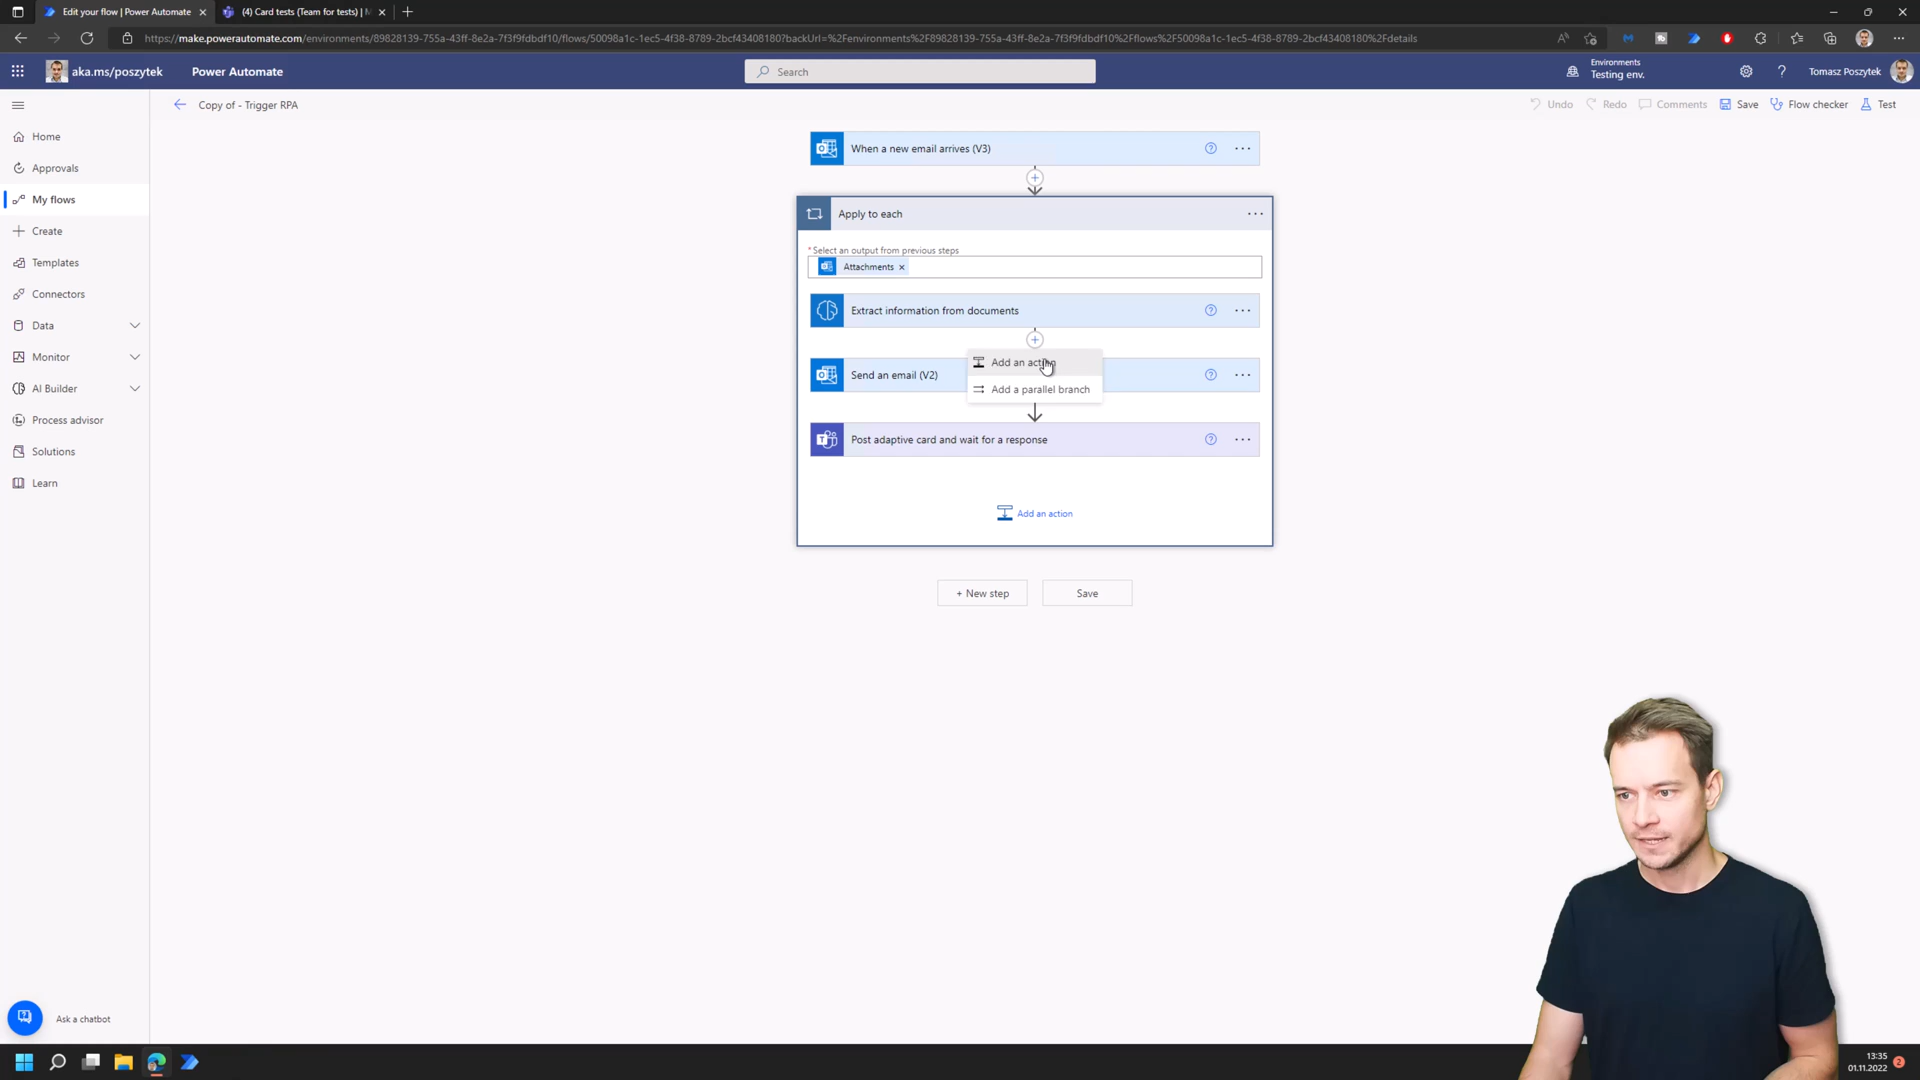 Edit your flow | Power Automate
(4) Card tests (Team for tests) | M
https://make.powerautomate.com/environments/89828139-755a-43ff-8e2a-7f3f9fdbdf10/flows/50098a1c-1ec5-4f38-8789-2bcf43408180?backUrl=%2Fenvironments%2F89828139-755a-43ff-8e2a-7f3f9fdbdf10%2Fflows%2F50098a1c-1ec5-4f38-8789-2bcf43408180%2Fdetails
aka.ms/poszytek
Power Automate
Search
Environments
Testing env.
Tomasz Poszytek
Copy of - Trigger RPA
Undo
Redo
Comments
Save
Flow checker
Test
Home
Approvals
My flows
Create
Templates
Connectors
Data
Monitor
AI Builder
Process advisor
Solutions
Learn
When a new email arrives (V3)
Apply to each
* Select an output from previous steps
Attachments
Extract information from documents
Add an action
Send an email (V2)
Add a parallel branch
Post adaptive card and wait for a response
Add an action
+ New step
Save
Ask a chatbot
13:35
01.11.2022
2